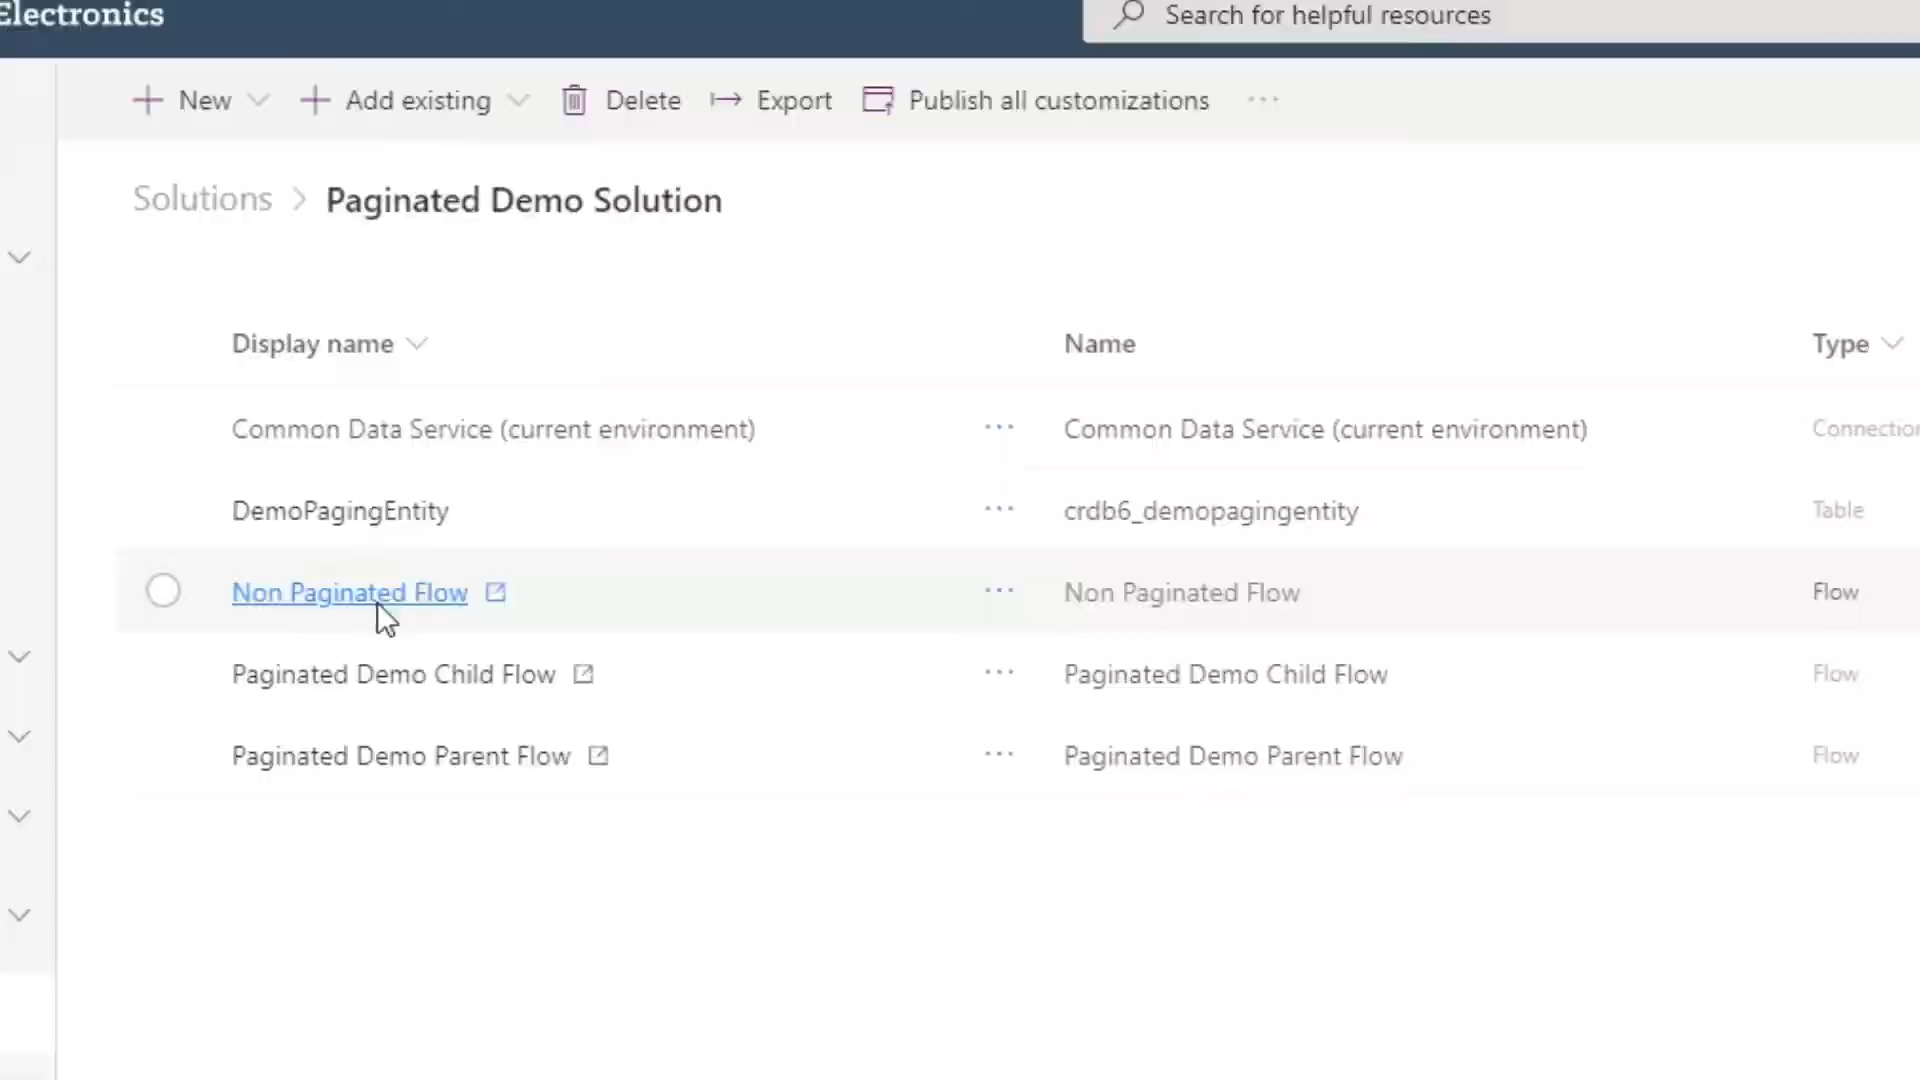 Electronics
Search for helpful resources
New
Add existing
Delete
Export
Publish all customizations
Solutions > Paginated Demo Solution
Display name
Name
Type
Common Data Service (current environment)
Common Data Service (current environment)
Connection
DemoPagingEntity
crdb6_demopagingentity
Table
Non Paginated Flow
Non Paginated Flow
Flow
Paginated Demo Child Flow
Paginated Demo Child Flow
Flow
Paginated Demo Parent Flow
Paginated Demo Parent Flow
Flow